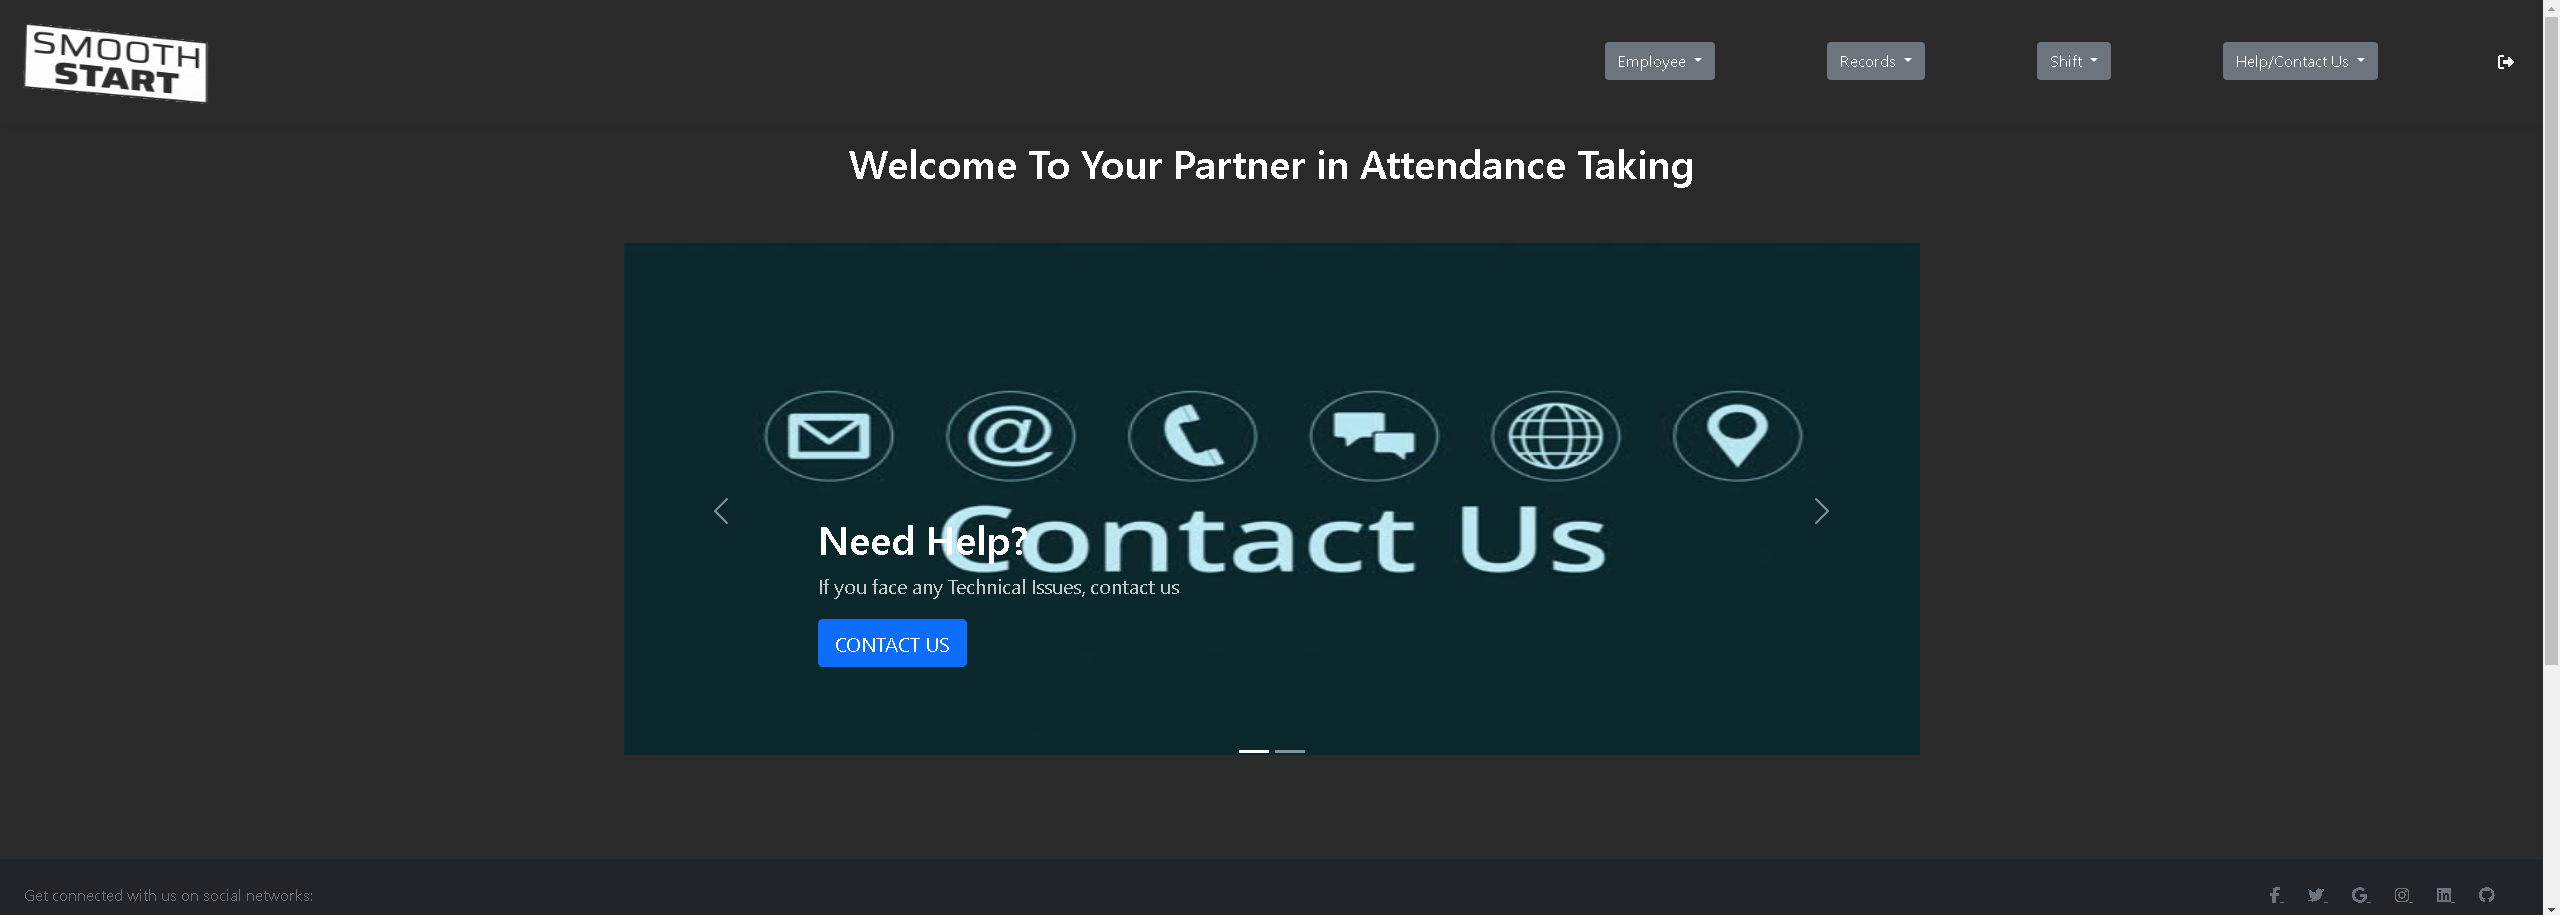 SMOOTH
START
Employee
Records
Shift
Help/Contact Us
Welcome To Your Partner in Attendance Taking
Contact Us
Need Help?
If you face any Technical Issues, contact us
CONTACT US
Get connected with us on social networks: